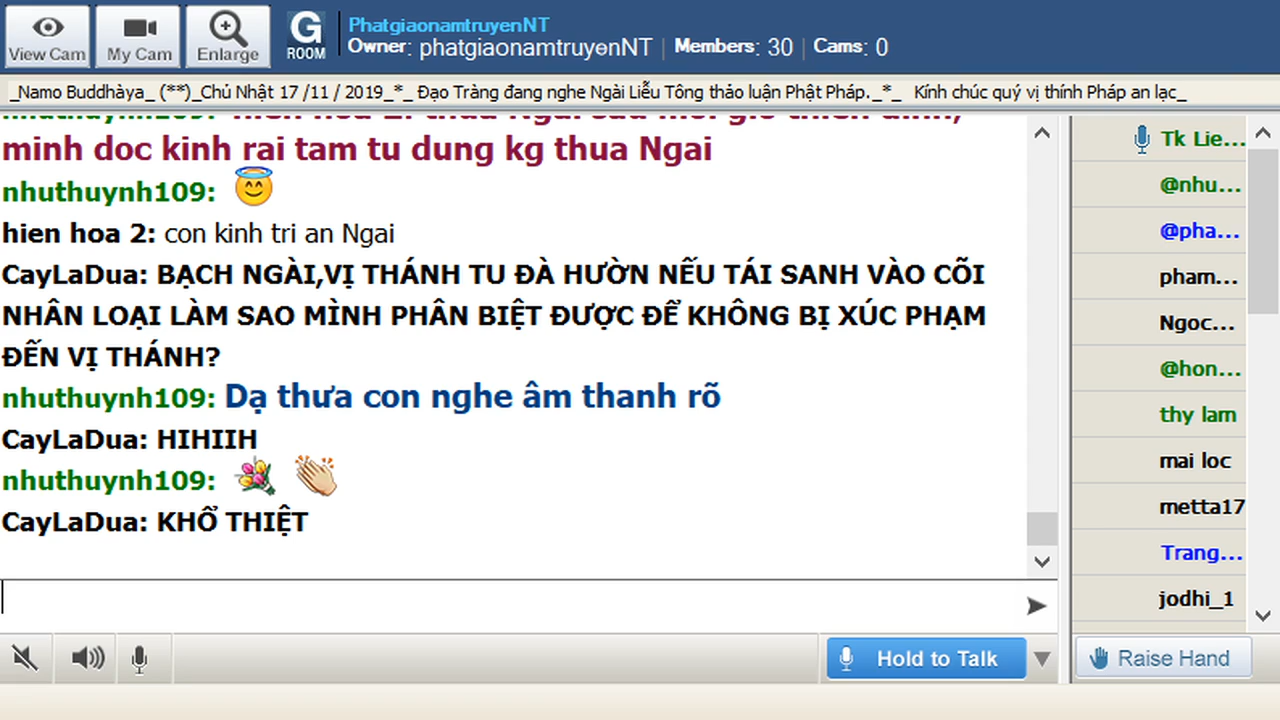 View Cam
My Cam
Enlarge
G
ROOM
PhatgiaonamtruyenNT
Owner: phatgiaonamtruyenNT | Members: 30 | Cams: 0
_Namo Buddhàya_ (**)_Chủ Nhật 17 /11 / 2019_*_ Đạo Tràng đang nghe Ngài Liễu Tông thảo luận Phật Pháp._*_ Kính chúc quý vị thính Pháp an lạc_
minh doc kinh rai tam tu dung kg thua Ngai
nhuthuynh109:
hien hoa 2: con kinh tri an Ngai
CayLaDua: BẠCH NGÀI,VỊ THÁNH TU ĐÀ HƯỜN NẾU TÁI SANH VÀO CÕI
NHÂN LOẠI LÀM SAO MÌNH PHÂN BIỆT ĐƯỢC ĐỂ KHÔNG BỊ XÚC PHẠM
ĐẾN VỊ THÁNH?
nhuthuynh109: Dạ thưa con nghe âm thanh rõ
CayLaDua: HIHIIH
nhuthuynh109:
CayLaDua: KHỔ THIỆT
Tk Lie...
@nhu...
@pha...
pham...
Ngoc...
@hon...
thy lam
mai loc
metta17
Trang...
jodhi_1
Hold to Talk
Raise Hand